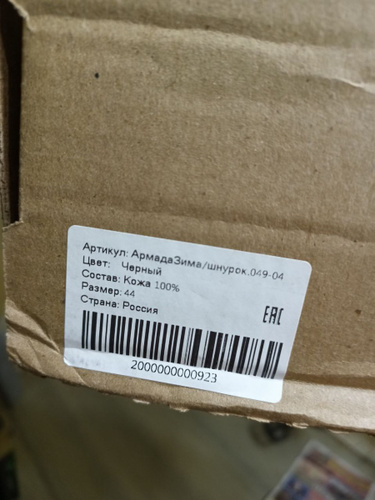 Артикул: АрмадаЗима/шнурок.049-04
Цвет: Черный
Состав: Кожа 100%
Размер: 44
Страна: Россия
EAC
2000000000923